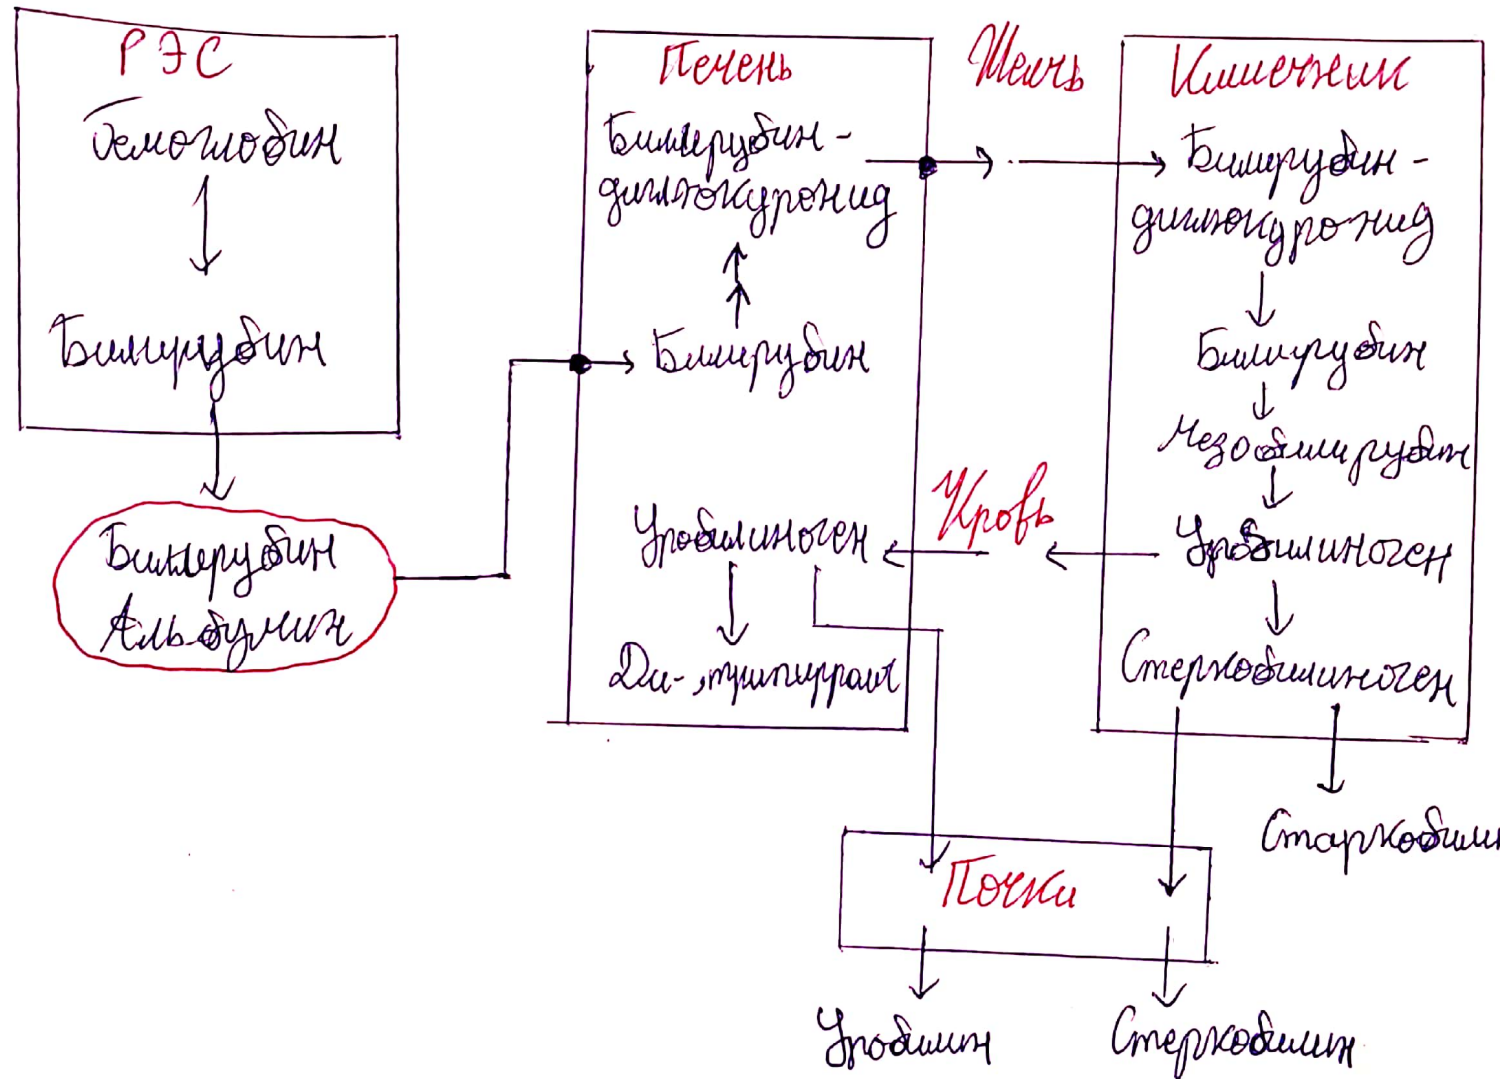 РЭС
Гемоглобин
Билирубин
Билирубин
Альбумин
Печень
Билирубин-
диглюкуронид
Билирубин
Уробилиноген
Ди-, трипиррол
Желчь
Кровь
Кишечник
Билирубин-
диглюкуронид
Билирубин
Мезобилирубин
Уробилиноген
Стеркобилиноген
Старкобилин
Почки
Уробилин
Стеркобилин